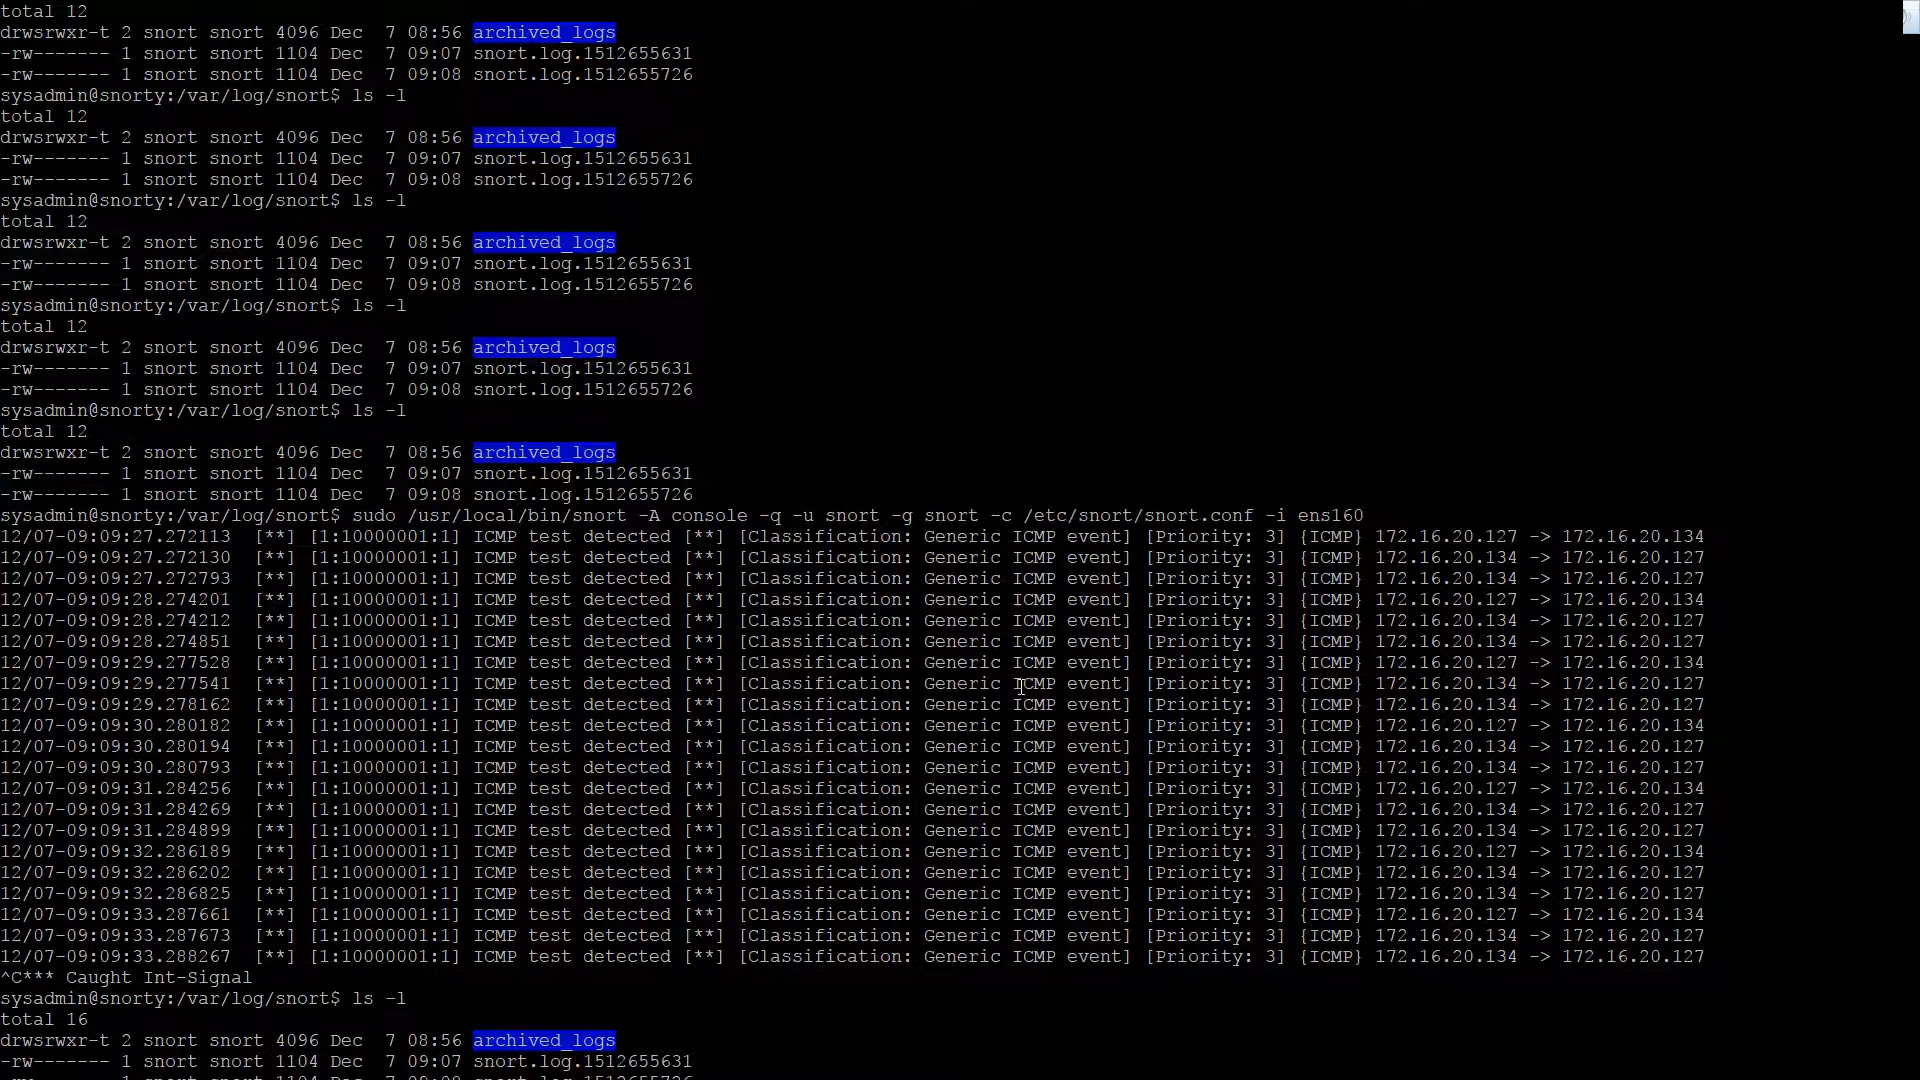 total 12
drwsrwxr-t 2 snort snort 4096 Dec  7 08:56 archived_logs
-rw------- 1 snort snort 1104 Dec  7 09:07 snort.log.1512655631
-rw------- 1 snort snort 1104 Dec  7 09:08 snort.log.1512655726
sysadmin@snorty:/var/log/snort$ ls -l
total 12
drwsrwxr-t 2 snort snort 4096 Dec  7 08:56 archived_logs
-rw------- 1 snort snort 1104 Dec  7 09:07 snort.log.1512655631
-rw------- 1 snort snort 1104 Dec  7 09:08 snort.log.1512655726
sysadmin@snorty:/var/log/snort$ ls -l
total 12
drwsrwxr-t 2 snort snort 4096 Dec  7 08:56 archived_logs
-rw------- 1 snort snort 1104 Dec  7 09:07 snort.log.1512655631
-rw------- 1 snort snort 1104 Dec  7 09:08 snort.log.1512655726
sysadmin@snorty:/var/log/snort$ ls -l
total 12
drwsrwxr-t 2 snort snort 4096 Dec  7 08:56 archived_logs
-rw------- 1 snort snort 1104 Dec  7 09:07 snort.log.1512655631
-rw------- 1 snort snort 1104 Dec  7 09:08 snort.log.1512655726
sysadmin@snorty:/var/log/snort$ ls -l
total 12
drwsrwxr-t 2 snort snort 4096 Dec  7 08:56 archived_logs
-rw------- 1 snort snort 1104 Dec  7 09:07 snort.log.1512655631
-rw------- 1 snort snort 1104 Dec  7 09:08 snort.log.1512655726
sysadmin@snorty:/var/log/snort$ sudo /usr/local/bin/snort -A console -q -u snort -g snort -c /etc/snort/snort.conf -i ens160
12/07-09:09:27.272113  [**] [1:10000001:1] ICMP test detected [**] [Classification: Generic ICMP event] [Priority: 3] {ICMP} 172.16.20.127 -> 172.16.20.134
12/07-09:09:27.272130  [**] [1:10000001:1] ICMP test detected [**] [Classification: Generic ICMP event] [Priority: 3] {ICMP} 172.16.20.134 -> 172.16.20.127
12/07-09:09:27.272793  [**] [1:10000001:1] ICMP test detected [**] [Classification: Generic ICMP event] [Priority: 3] {ICMP} 172.16.20.134 -> 172.16.20.127
12/07-09:09:28.274201  [**] [1:10000001:1] ICMP test detected [**] [Classification: Generic ICMP event] [Priority: 3] {ICMP} 172.16.20.127 -> 172.16.20.134
12/07-09:09:28.274212  [**] [1:10000001:1] ICMP test detected [**] [Classification: Generic ICMP event] [Priority: 3] {ICMP} 172.16.20.134 -> 172.16.20.127
12/07-09:09:28.274851  [**] [1:10000001:1] ICMP test detected [**] [Classification: Generic ICMP event] [Priority: 3] {ICMP} 172.16.20.134 -> 172.16.20.127
12/07-09:09:29.277528  [**] [1:10000001:1] ICMP test detected [**] [Classification: Generic ICMP event] [Priority: 3] {ICMP} 172.16.20.127 -> 172.16.20.134
12/07-09:09:29.277541  [**] [1:10000001:1] ICMP test detected [**] [Classification: Generic ICMP event] [Priority: 3] {ICMP} 172.16.20.134 -> 172.16.20.127
12/07-09:09:29.278162  [**] [1:10000001:1] ICMP test detected [**] [Classification: Generic ICMP event] [Priority: 3] {ICMP} 172.16.20.134 -> 172.16.20.127
12/07-09:09:30.280182  [**] [1:10000001:1] ICMP test detected [**] [Classification: Generic ICMP event] [Priority: 3] {ICMP} 172.16.20.127 -> 172.16.20.134
12/07-09:09:30.280194  [**] [1:10000001:1] ICMP test detected [**] [Classification: Generic ICMP event] [Priority: 3] {ICMP} 172.16.20.134 -> 172.16.20.127
12/07-09:09:30.280793  [**] [1:10000001:1] ICMP test detected [**] [Classification: Generic ICMP event] [Priority: 3] {ICMP} 172.16.20.134 -> 172.16.20.127
12/07-09:09:31.284256  [**] [1:10000001:1] ICMP test detected [**] [Classification: Generic ICMP event] [Priority: 3] {ICMP} 172.16.20.127 -> 172.16.20.134
12/07-09:09:31.284269  [**] [1:10000001:1] ICMP test detected [**] [Classification: Generic ICMP event] [Priority: 3] {ICMP} 172.16.20.134 -> 172.16.20.127
12/07-09:09:31.284899  [**] [1:10000001:1] ICMP test detected [**] [Classification: Generic ICMP event] [Priority: 3] {ICMP} 172.16.20.134 -> 172.16.20.127
12/07-09:09:32.286189  [**] [1:10000001:1] ICMP test detected [**] [Classification: Generic ICMP event] [Priority: 3] {ICMP} 172.16.20.127 -> 172.16.20.134
12/07-09:09:32.286202  [**] [1:10000001:1] ICMP test detected [**] [Classification: Generic ICMP event] [Priority: 3] {ICMP} 172.16.20.134 -> 172.16.20.127
12/07-09:09:32.286825  [**] [1:10000001:1] ICMP test detected [**] [Classification: Generic ICMP event] [Priority: 3] {ICMP} 172.16.20.134 -> 172.16.20.127
12/07-09:09:33.287661  [**] [1:10000001:1] ICMP test detected [**] [Classification: Generic ICMP event] [Priority: 3] {ICMP} 172.16.20.127 -> 172.16.20.134
12/07-09:09:33.287673  [**] [1:10000001:1] ICMP test detected [**] [Classification: Generic ICMP event] [Priority: 3] {ICMP} 172.16.20.134 -> 172.16.20.127
12/07-09:09:33.288267  [**] [1:10000001:1] ICMP test detected [**] [Classification: Generic ICMP event] [Priority: 3] {ICMP} 172.16.20.134 -> 172.16.20.127
^C*** Caught Int-Signal
sysadmin@snorty:/var/log/snort$ ls -l
total 16
drwsrwxr-t 2 snort snort 4096 Dec  7 08:56 archived_logs
-rw------- 1 snort snort 1104 Dec  7 09:07 snort.log.1512655631